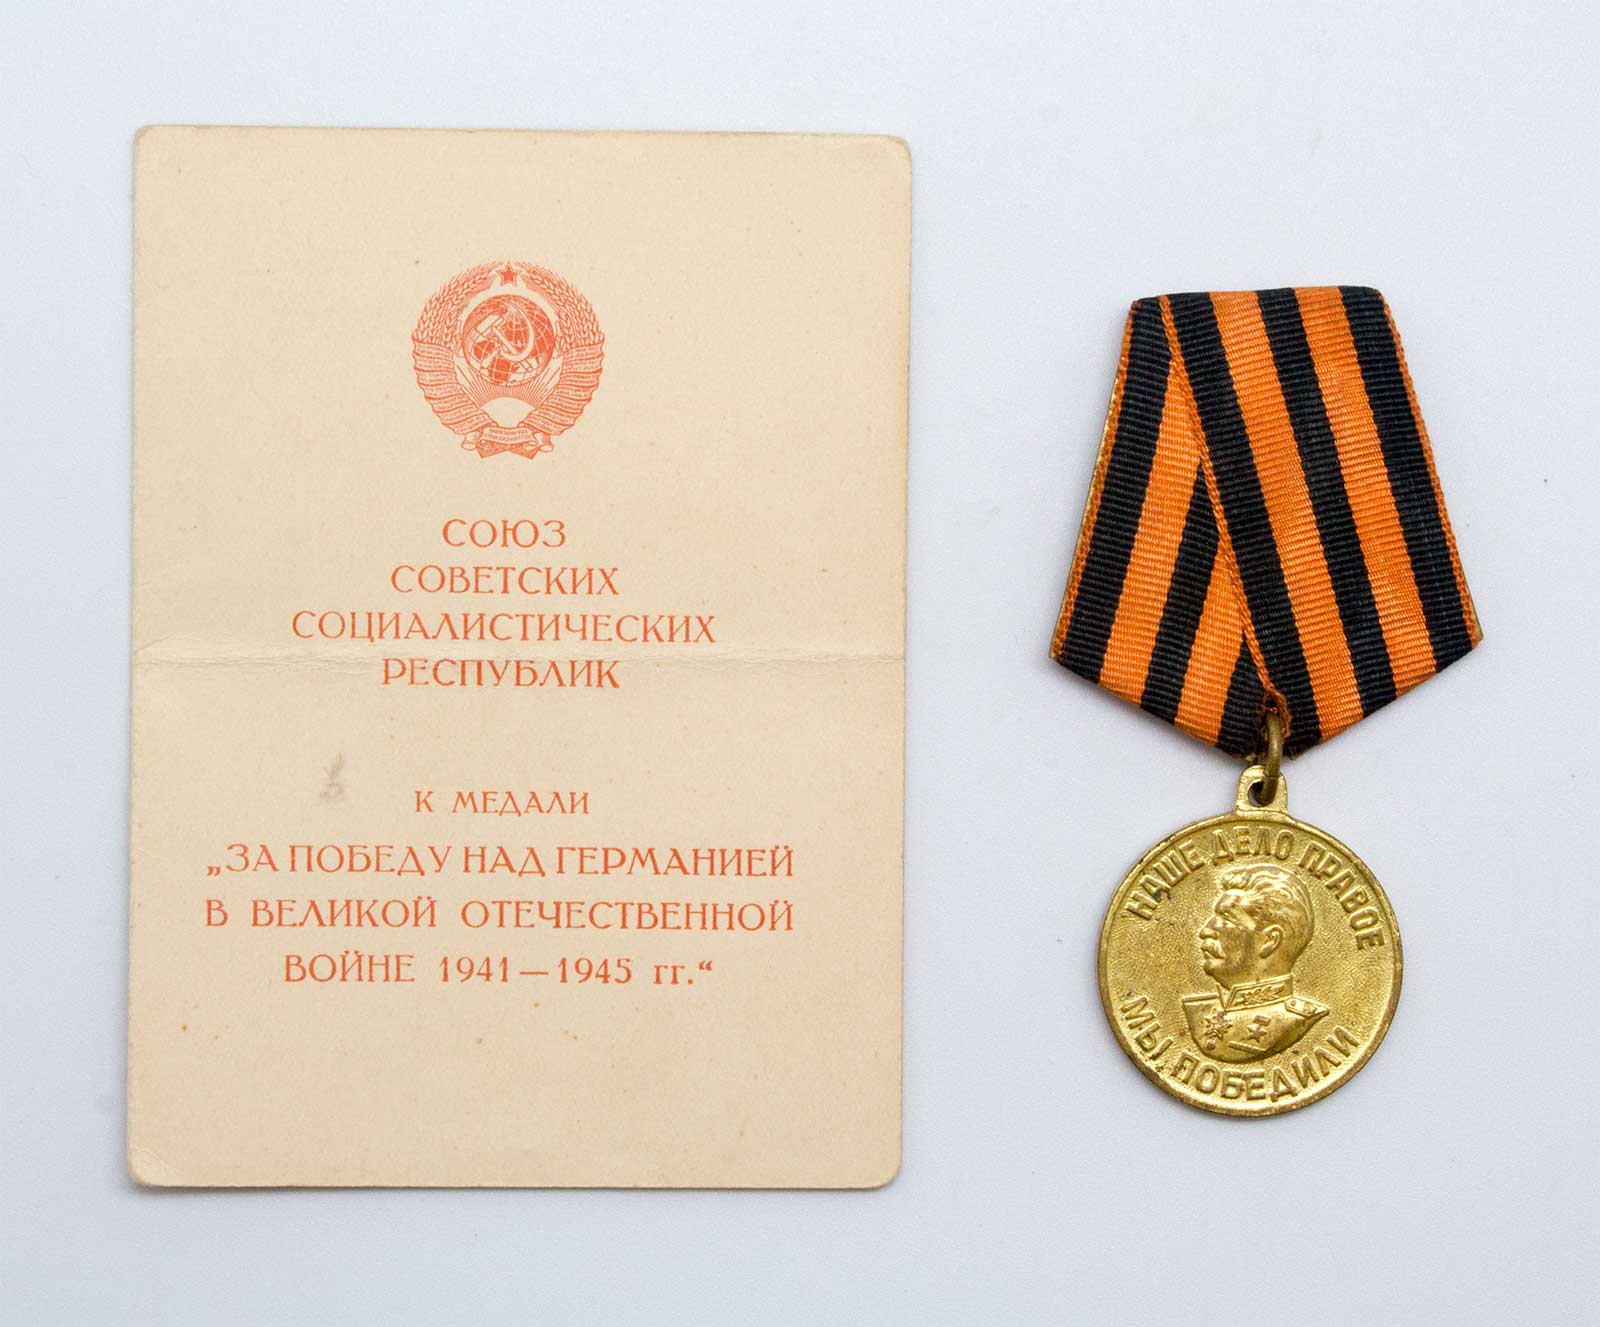 СОЮЗ
СОВЕТСКИХ
СОЦИАЛИСТИЧЕСКИХ
РЕСПУБЛИК
К МЕДАЛИ
„ЗА ПОБЕДУ НАД ГЕРМАНИЕЙ
В ВЕЛИКОЙ ОТЕЧЕСТВЕННОЙ
ВОЙНЕ 1941—1945 гг.“
НАШЕ ДЕЛО ПРАВОЕ
МЫ ПОБЕДИЛИ